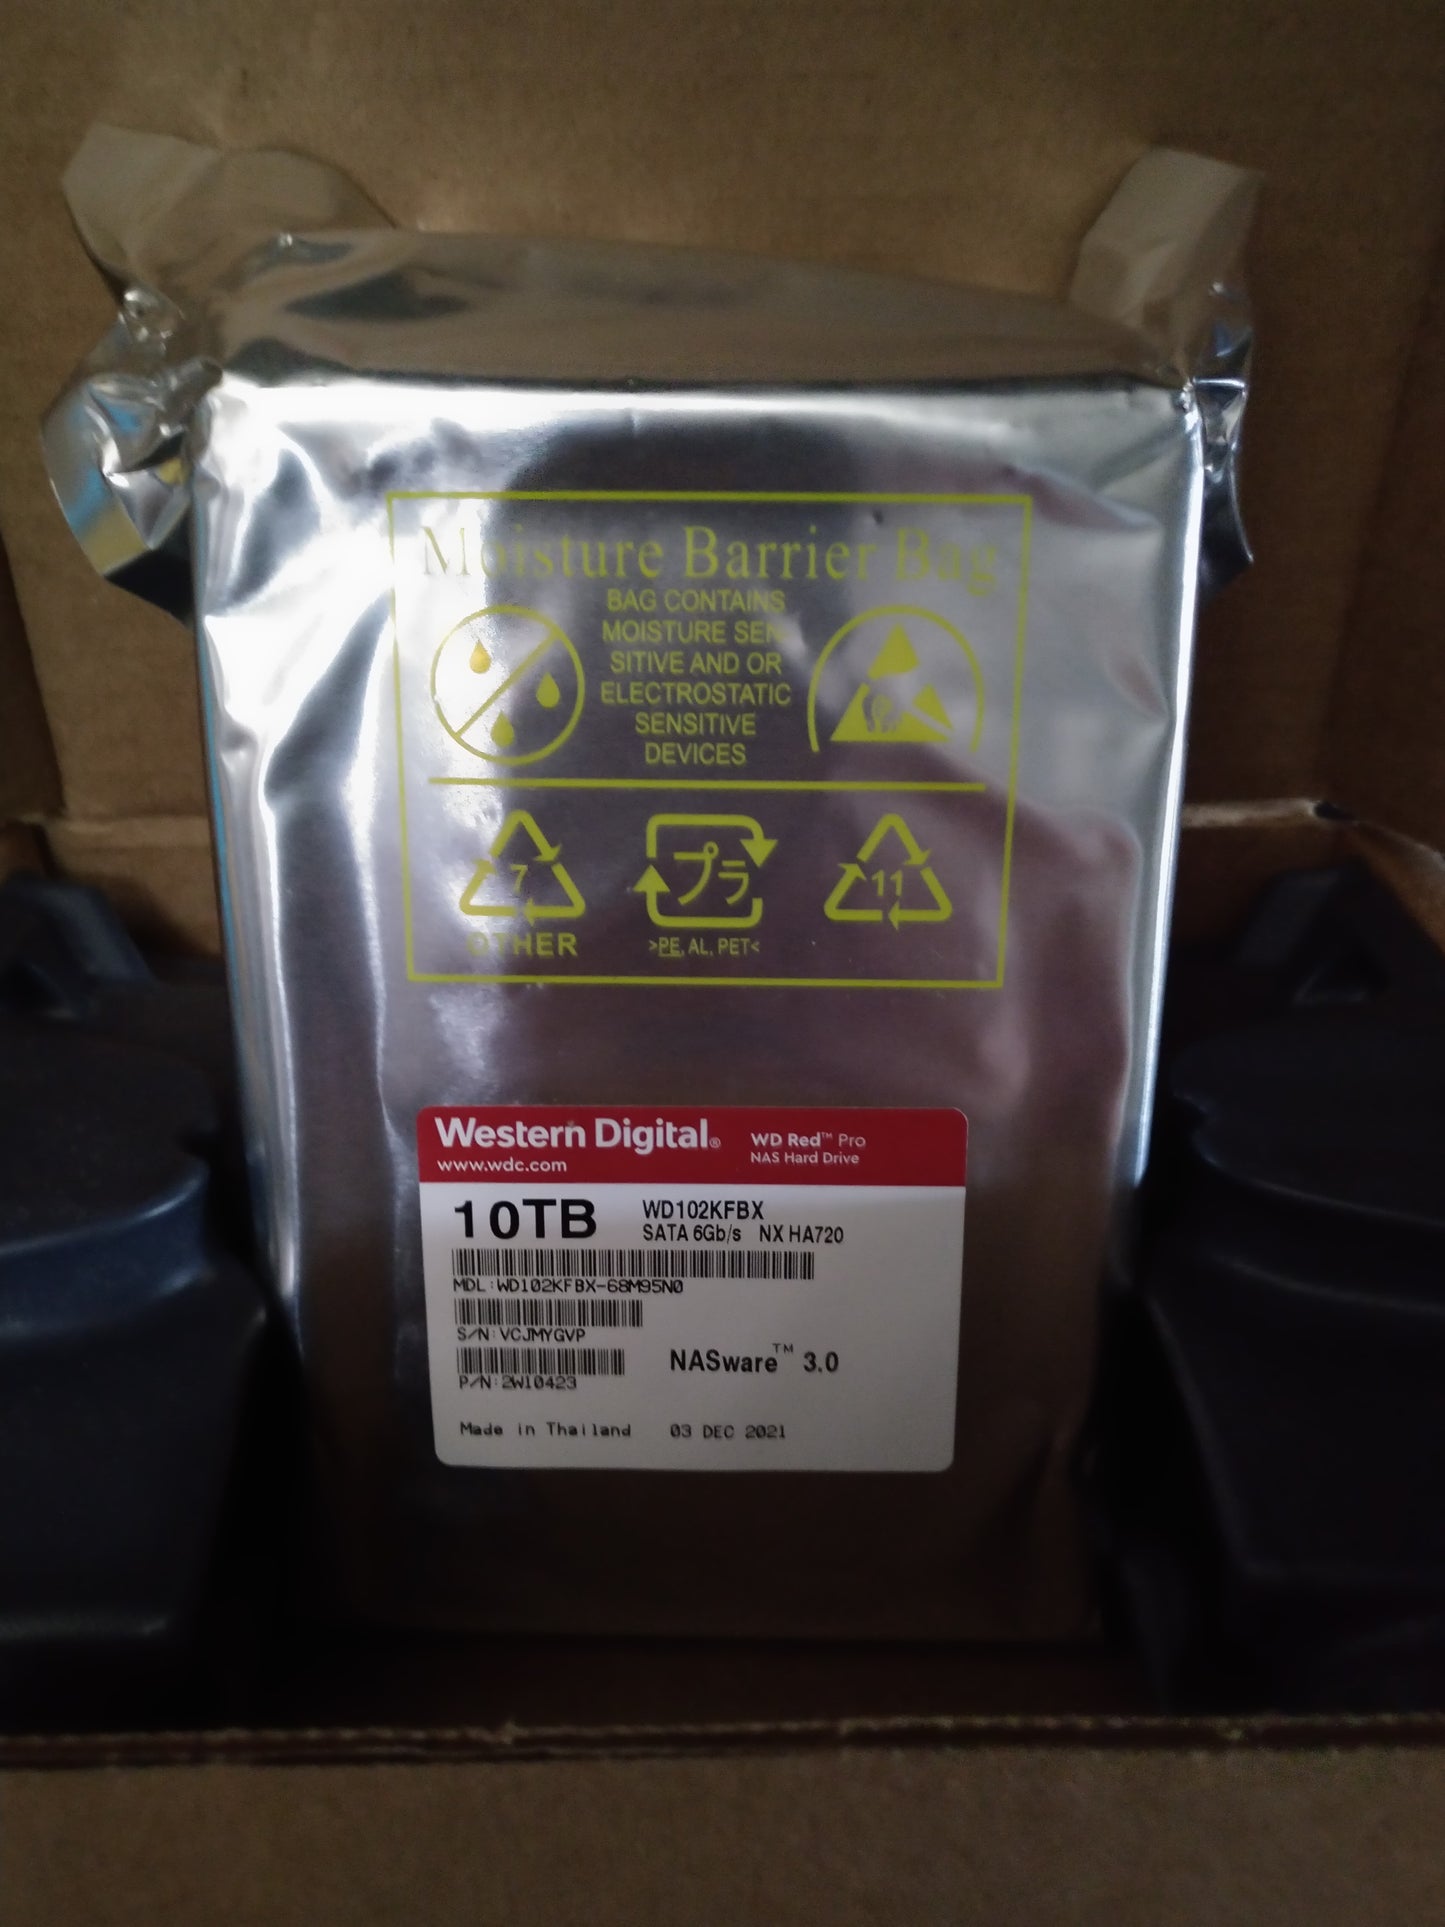 Moisture Barrier Bag
BAG CONTAINS
MOISTURE SEN-
SITIVE AND OR
ELECTROSTATIC
SENSITIVE
DEVICES
7
OTHER
プラ
>PE, AL, PET<
11
Western Digital®
www.wdc.com
WD Red™ Pro
NAS Hard Drive
10TB
WD102KFBX
SATA 6Gb/s NX HA720
MDL:WD102KFBX-68M95N0
S/N:VCJMYGVP
P/N:2W10423
NASware™ 3.0
Made in Thailand 03 DEC 2021